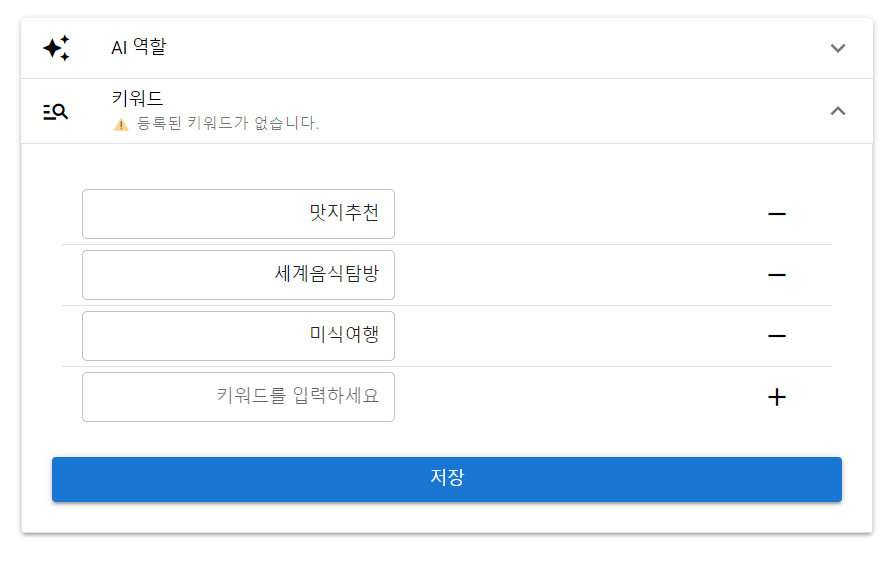 AI 역할
키워드
등록된 키워드가 없습니다.
맛지추천
세계음식탐방
미식여행
키워드를 입력하세요
저장